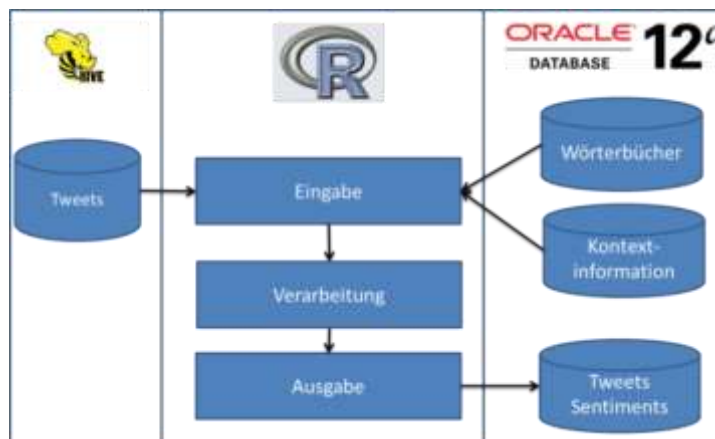 HIVE
R
ORACLE
DATABASE
12c
Tweets
Eingabe
Verarbeitung
Ausgabe
Wörterbücher
Kontext-
information
Tweets
Sentiments